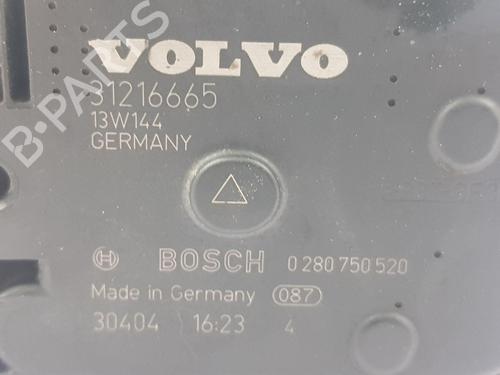 VOLVO
31216665
13W144
GERMANY
BOSCH 0 280 750 520
Made in Germany 087
30404 16:23 4
B-PARTS